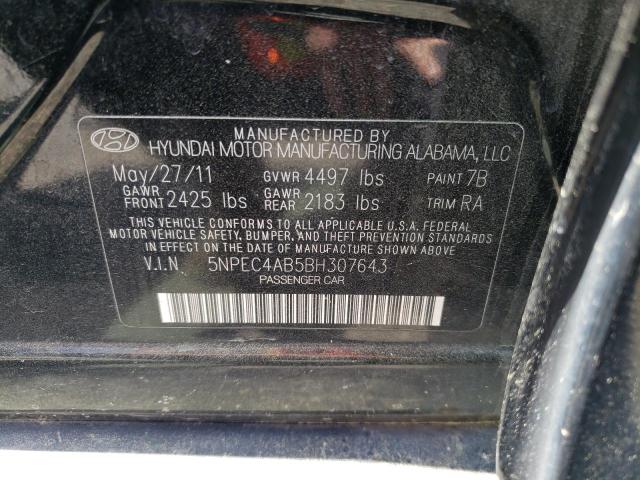 MANUFACTURED BY
HYUNDAI MOTOR MANUFACTURING ALABAMA, LLC
May/27/11 GVWR 4497 lbs PAINT 7B
GAWR FRONT 2425 lbs GAWR REAR 2183 lbs TRIM RA
THIS VEHICLE CONFORMS TO ALL APPLICABLE U.S.A. FEDERAL
MOTOR VEHICLE SAFETY, BUMPER, AND THEFT PREVENTION STANDARDS
IN EFFECT ON THE DATE OF MANUFACTURE SHOWN ABOVE
V.I.N 5NPEC4AB5BH307643
PASSENGER CAR